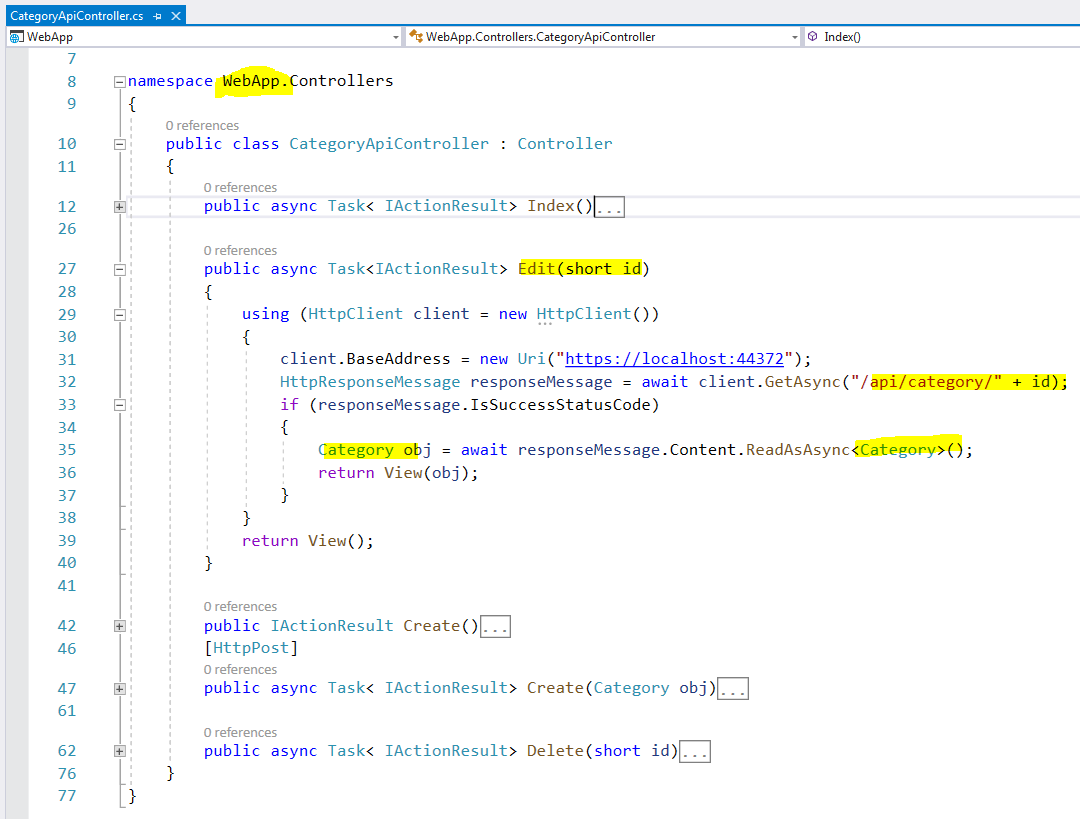 CategoryApiController.cs
WebApp WebApp.Controllers.CategoryApiController Index()
7
8 namespace WebApp.Controllers
9 {
0 references
10 public class CategoryApiController : Controller
11 {
0 references
12 public async Task< IActionResult> Index()...
26
0 references
27 public async Task<IActionResult> Edit(short id)
28 {
29 using (HttpClient client = new HttpClient())
30 {
31 client.BaseAddress = new Uri("https://localhost:44372");
32 HttpResponseMessage responseMessage = await client.GetAsync("/api/category/" + id);
33 if (responseMessage.IsSuccessStatusCode)
34 {
35 Category obj = await responseMessage.Content.ReadAsAsync<Category>();
36 return View(obj);
37 }
38 }
39 return View();
40 }
41
0 references
42 public IActionResult Create()...
46 [HttpPost]
0 references
47 public async Task< IActionResult> Create(Category obj)...
61
0 references
62 public async Task< IActionResult> Delete(short id)...
76 }
77 }